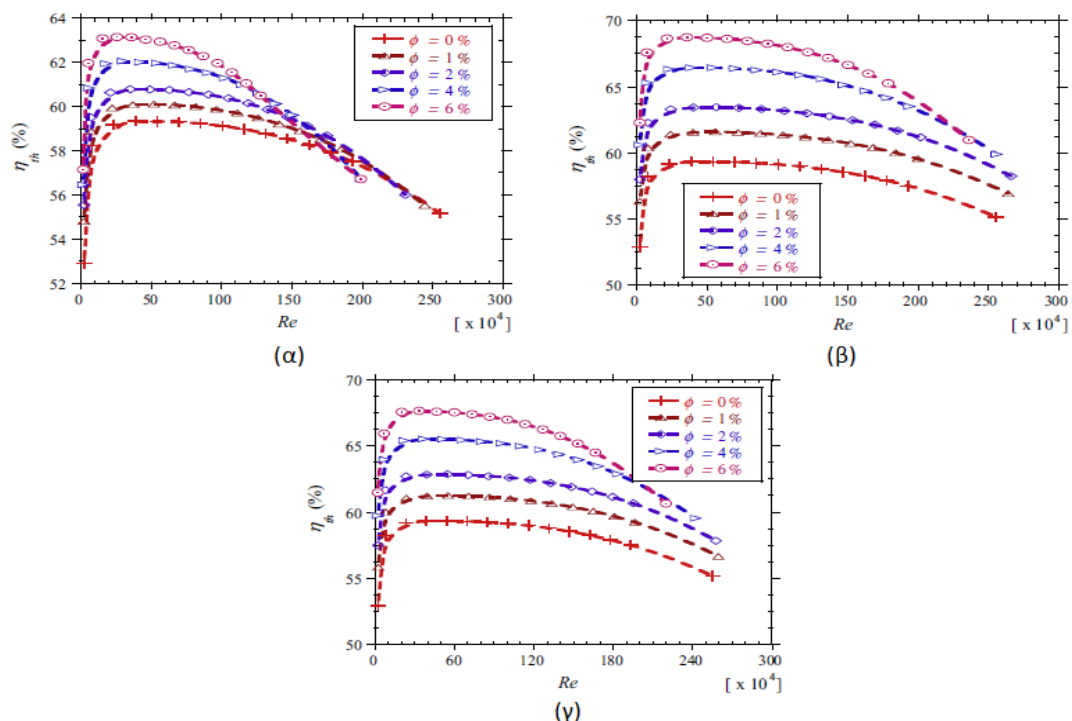 64
62
60
58
56
54
52
η_th (%)
ϕ = 0 %
ϕ = 1 %
ϕ = 2 %
ϕ = 4 %
ϕ = 6 %
0 50 100 150 200 250 300
Re
[ x 10⁴ ]
(α)
70
65
60
55
50
η_th (%)
ϕ = 0 %
ϕ = 1 %
ϕ = 2 %
ϕ = 4 %
ϕ = 6 %
0 50 100 150 200 250 300
Re
[ x 10⁴ ]
(β)
70
65
60
55
50
η_th (%)
ϕ = 0 %
ϕ = 1 %
ϕ = 2 %
ϕ = 4 %
ϕ = 6 %
0 60 120 180 240 300
Re
[ x 10⁴ ]
(γ)